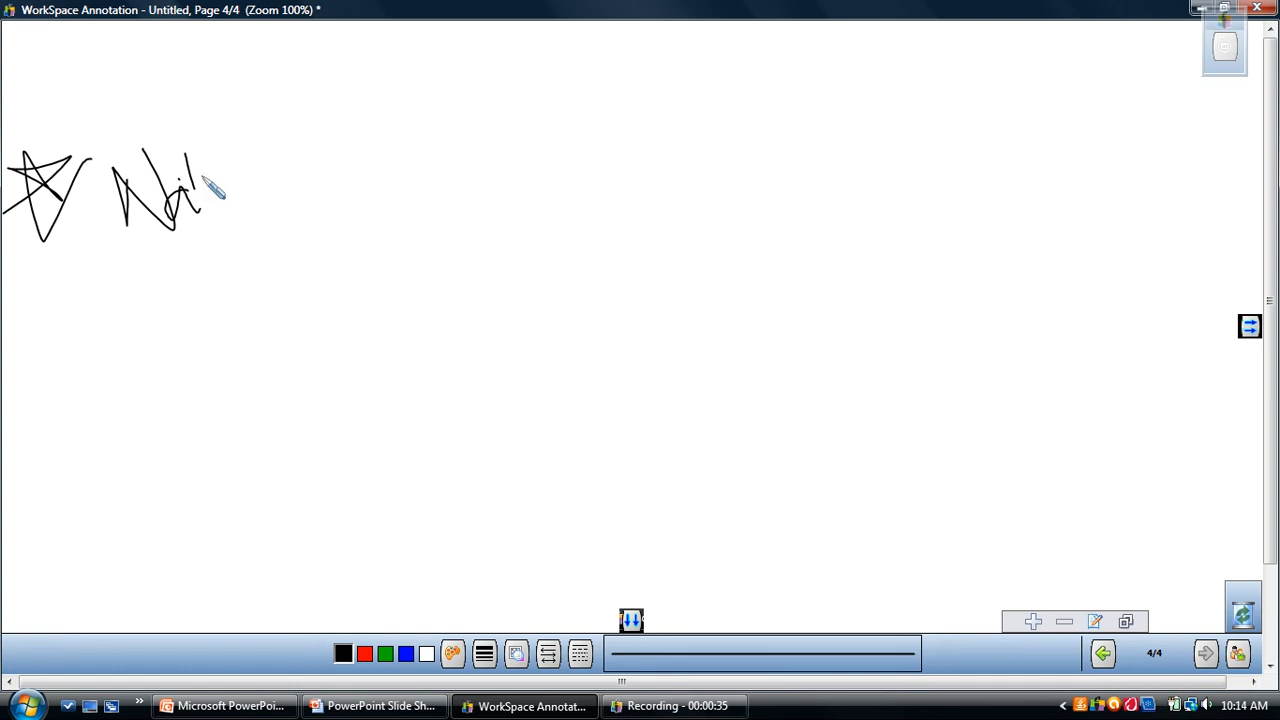 WorkSpace Annotation - Untitled, Page 4/4 (Zoom 100%) *
4/4
Microsoft PowerPoi...
PowerPoint Slide Sh...
WorkSpace Annotat...
Recording - 00:00:35
10:14 AM